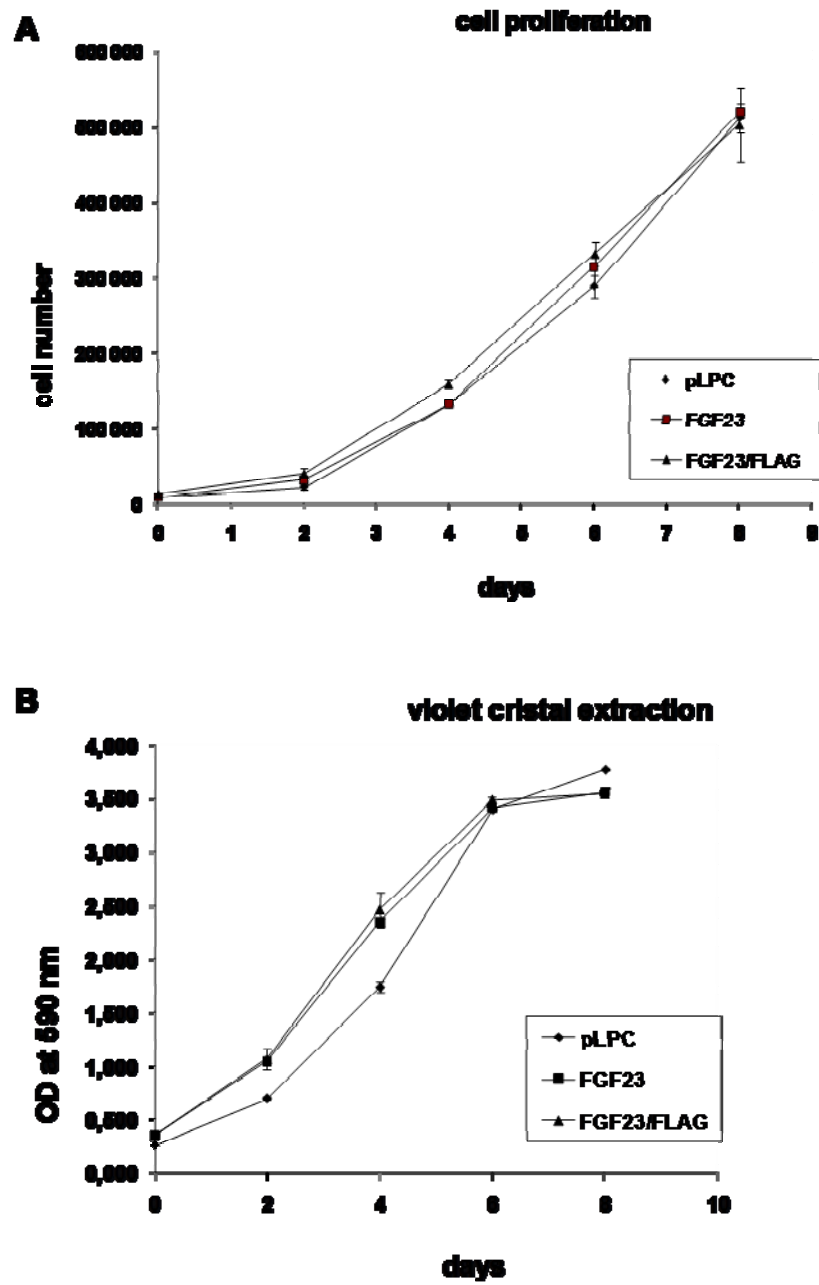 A
cell proliferation
600 000
500 000
400 000
300 000
200 000
100 000
0
cell number
0 1 2 3 4 5 6 7 8 9
days
pLPC
FGF23
FGF23/FLAG
B
violet cristal extraction
4,000
3,500
3,000
2,500
2,000
1,500
1,000
0,500
0,000
OD at 590 nm
0 2 4 6 8 10
days
pLPC
FGF23
FGF23/FLAG